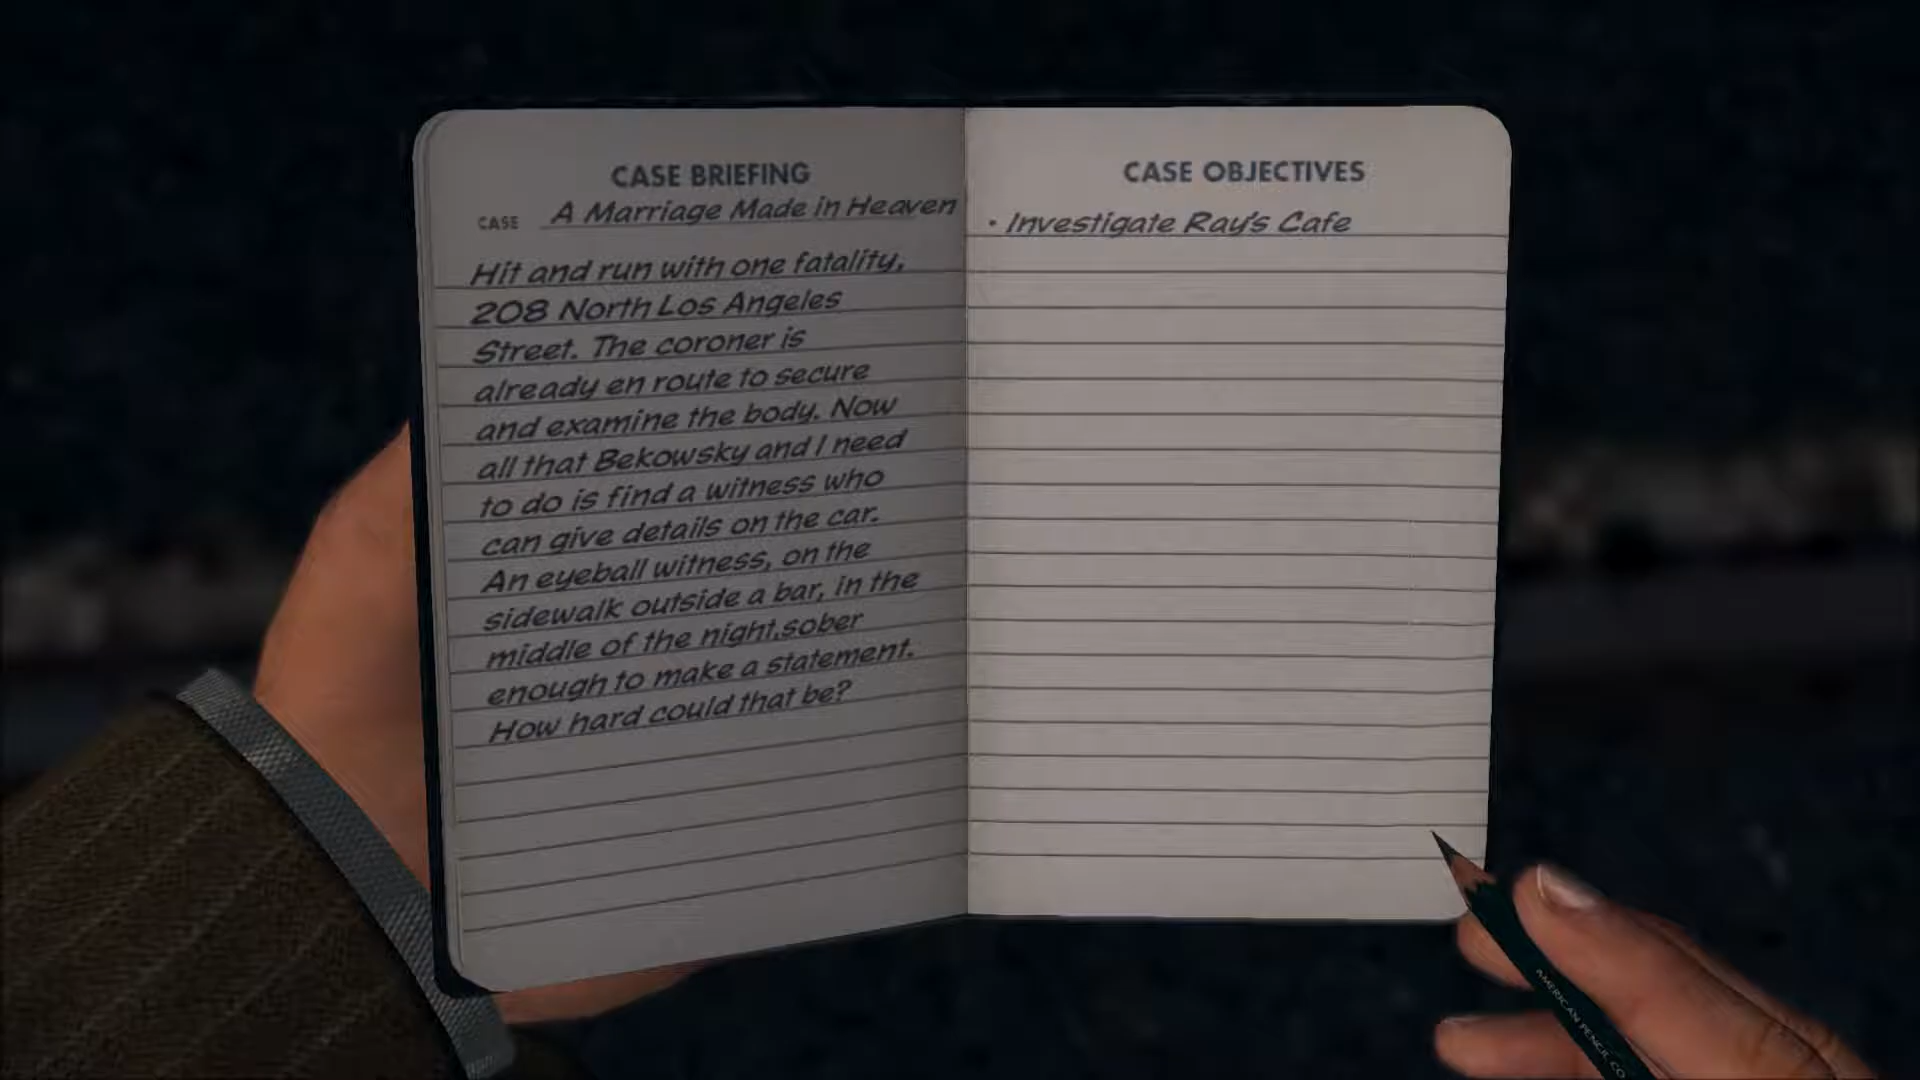 CASE BRIEFING
CASE A Marriage Made in Heaven
Hit and run with one fatality,
208 North Los Angeles
Street. The coroner is
already en route to secure
and examine the body. Now
all that Bekowsky and I need
to do is find a witness who
can give details on the car.
An eyeball witness, on the
sidewalk outside a bar, in the
middle of the night,sober
enough to make a statement.
How hard could that be?
CASE OBJECTIVES
• Investigate Ray's Cafe
AMERICAN PENCIL CO